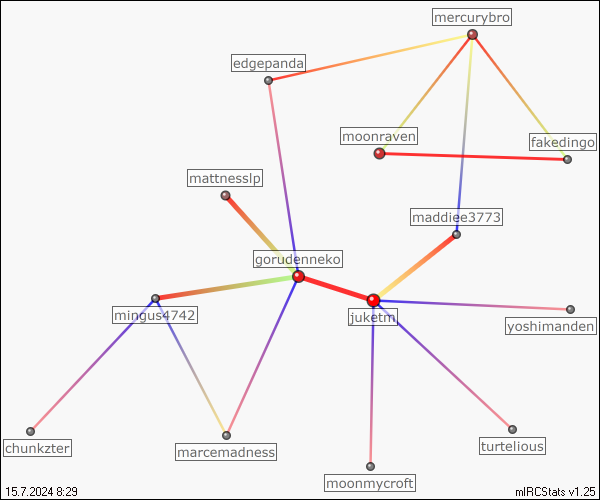 mercurybro
edgepanda
moonraven
fakedingo
mattnesslp
maddiee3773
gorudenneko
mingus4742
juketm
yoshimanden
chunkzter
marcemadness
turtelious
moonmycroft
15.7.2024 8:29
mIRCStats v1.25